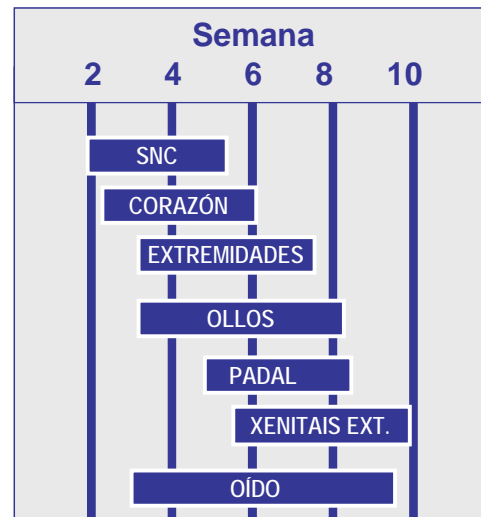 Semana
2 4 6 8 10
SNC
CORAZÓN
EXTREMIDADES
OLLOS
PADAL
XENITAIS EXT.
OÍDO